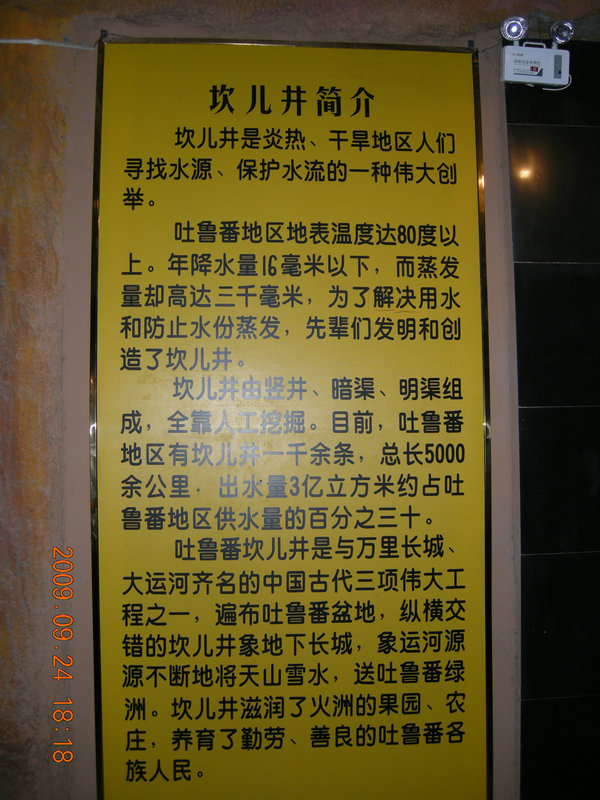 坎儿井简介
坎儿井是炎热、干旱地区人们
寻找水源、保护水流的一种伟大创
举。
吐鲁番地区地表温度达80度以
上。年降水量16毫米以下，而蒸发
量却高达三千毫米，为了解决用水
和防止水份蒸发，先辈们发明和创
造了坎儿井。
坎儿井由竖井、暗渠、明渠组
成，全靠人工挖掘。目前，吐鲁番
地区有坎儿井一千余条，总长5000
余公里，出水量3亿立方米约占吐
鲁番地区供水量的百分之三十。
吐鲁番坎儿井是与万里长城、
大运河齐名的中国古代三项伟大工
程之一，遍布吐鲁番盆地，纵横交
错的坎儿井象地下长城，象运河源
源不断地将天山雪水，送吐鲁番绿
洲。坎儿井滋润了火洲的果园、农
庄，养育了勤劳、善良的吐鲁番各
族人民。
2009.09.24 18:18